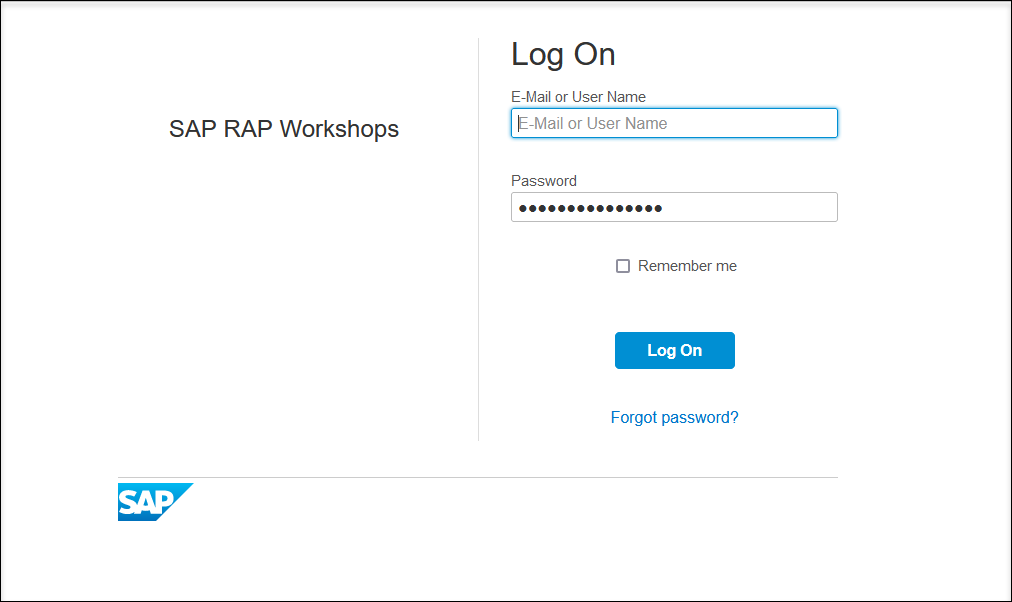 Log On
E-Mail or User Name
SAP RAP Workshops
E-Mail or User Name
Password
●●●●●●●●●●●●●●●
Remember me
Log On
Forgot password?
SAP